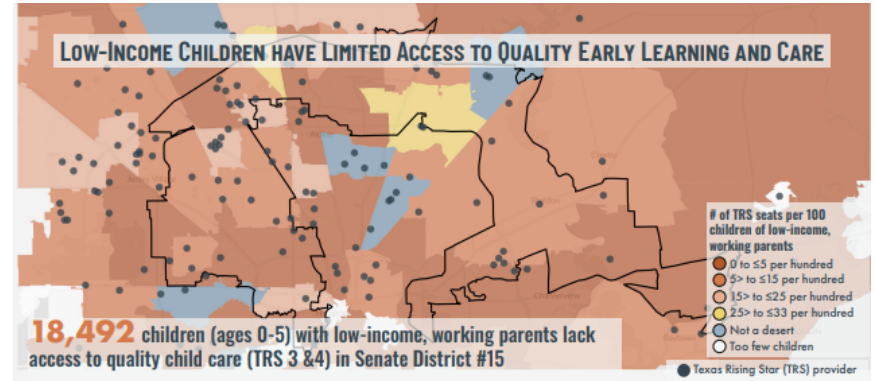 LOW-INCOME CHILDREN HAVE LIMITED ACCESS TO QUALITY EARLY LEARNING AND CARE
Crosby
Channelview
# of TRS seats per 100
children of low-income,
working parents
0 to ≤5 per hundred
5> to ≤15 per hundred
15> to ≤25 per hundred
25> to ≤33 per hundred
Not a desert
Too few children
18,492 children (ages 0-5) with low-income, working parents lack
access to quality child care (TRS 3 &4) in Senate District #15
Texas Rising Star (TRS) provider